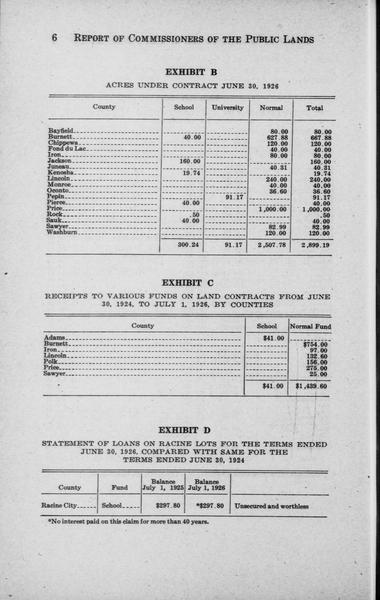 6 REPORT OF COMMISSIONERS OF THE PUBLIC LANDS
EXHIBIT B
ACRES UNDER CONTRACT JUNE 30, 1926
County School University Normal Total
Bayfield 80.00 80.00
Burnett 40.00 627.88 667.88
Chippewa 120.00 120.00
Fond du Lac 40.00 40.00
Iron 80.00 80.00
Jackson 160.00 160.00
Juneau 40.31 40.31
Kenosha 19.74 19.74
Lincoln 240.00 240.00
Monroe 40.00 40.00
Oconto 36.60 36.60
Pepin 91.17 91.17
Pierce 40.00 40.00
Price 1,000.00 1,000.00
Rock .50 .50
Sauk 40.00 40.00
Sawyer 82.99 82.99
Washburn 120.00 120.00
300.24 91.17 2,507.78 2,899.19
EXHIBIT C
RECEIPTS TO VARIOUS FUNDS ON LAND CONTRACTS FROM JUNE
30, 1924, TO JULY 1, 1926, BY COUNTIES
County School Normal Fund
Adams $41.00
Burnett $754.00
Iron 97.00
Lincoln 132.60
Polk 156.00
Price 275.00
Sawyer 25.00
$41.00 $1,439.60
EXHIBIT D
STATEMENT OF LOANS ON RACINE LOTS FOR THE TERMS ENDED
JUNE 30, 1926, COMPARED WITH SAME FOR THE
TERMS ENDED JUNE 30, 1924
County Fund Balance July 1, 1925 Balance July 1, 1926
Racine City School $297.80 *$297.80 Unsecured and worthless
*No interest paid on this claim for more than 40 years.